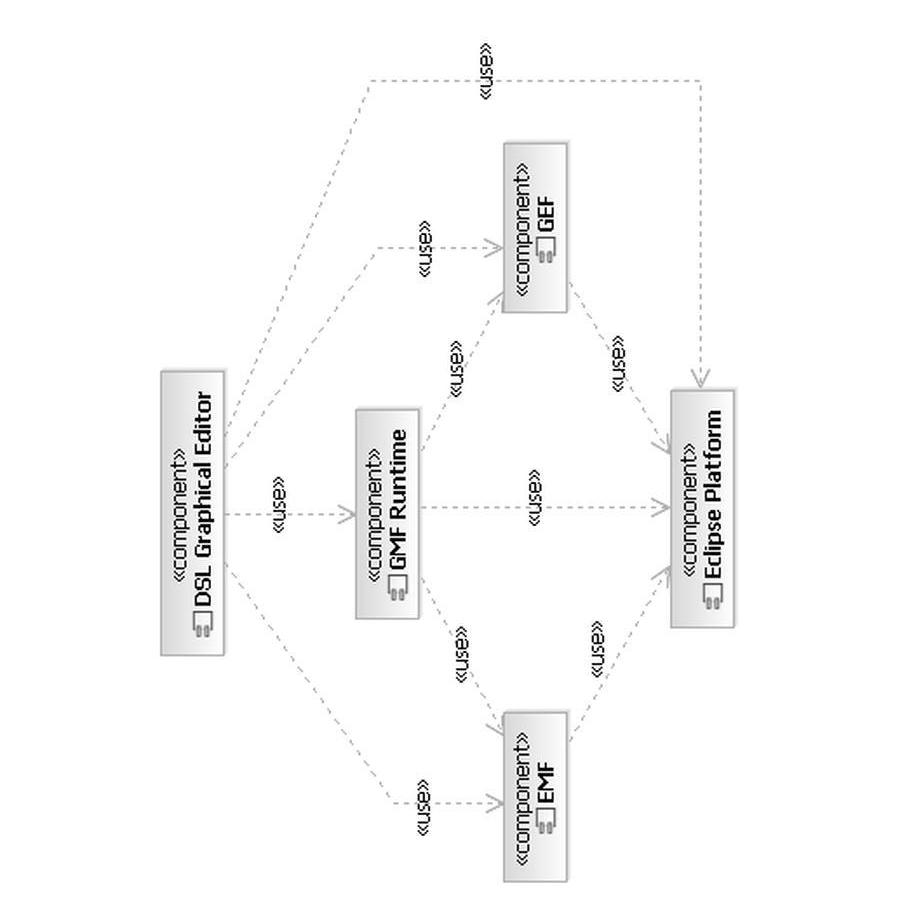 «component»
DSL Graphical Editor
«use»
«use»
«use»
«use»
«component»
GMF Runtime
«use»
«use»
«use»
«component»
EMF
«component»
GEF
«use»
«use»
«component»
Eclipse Platform